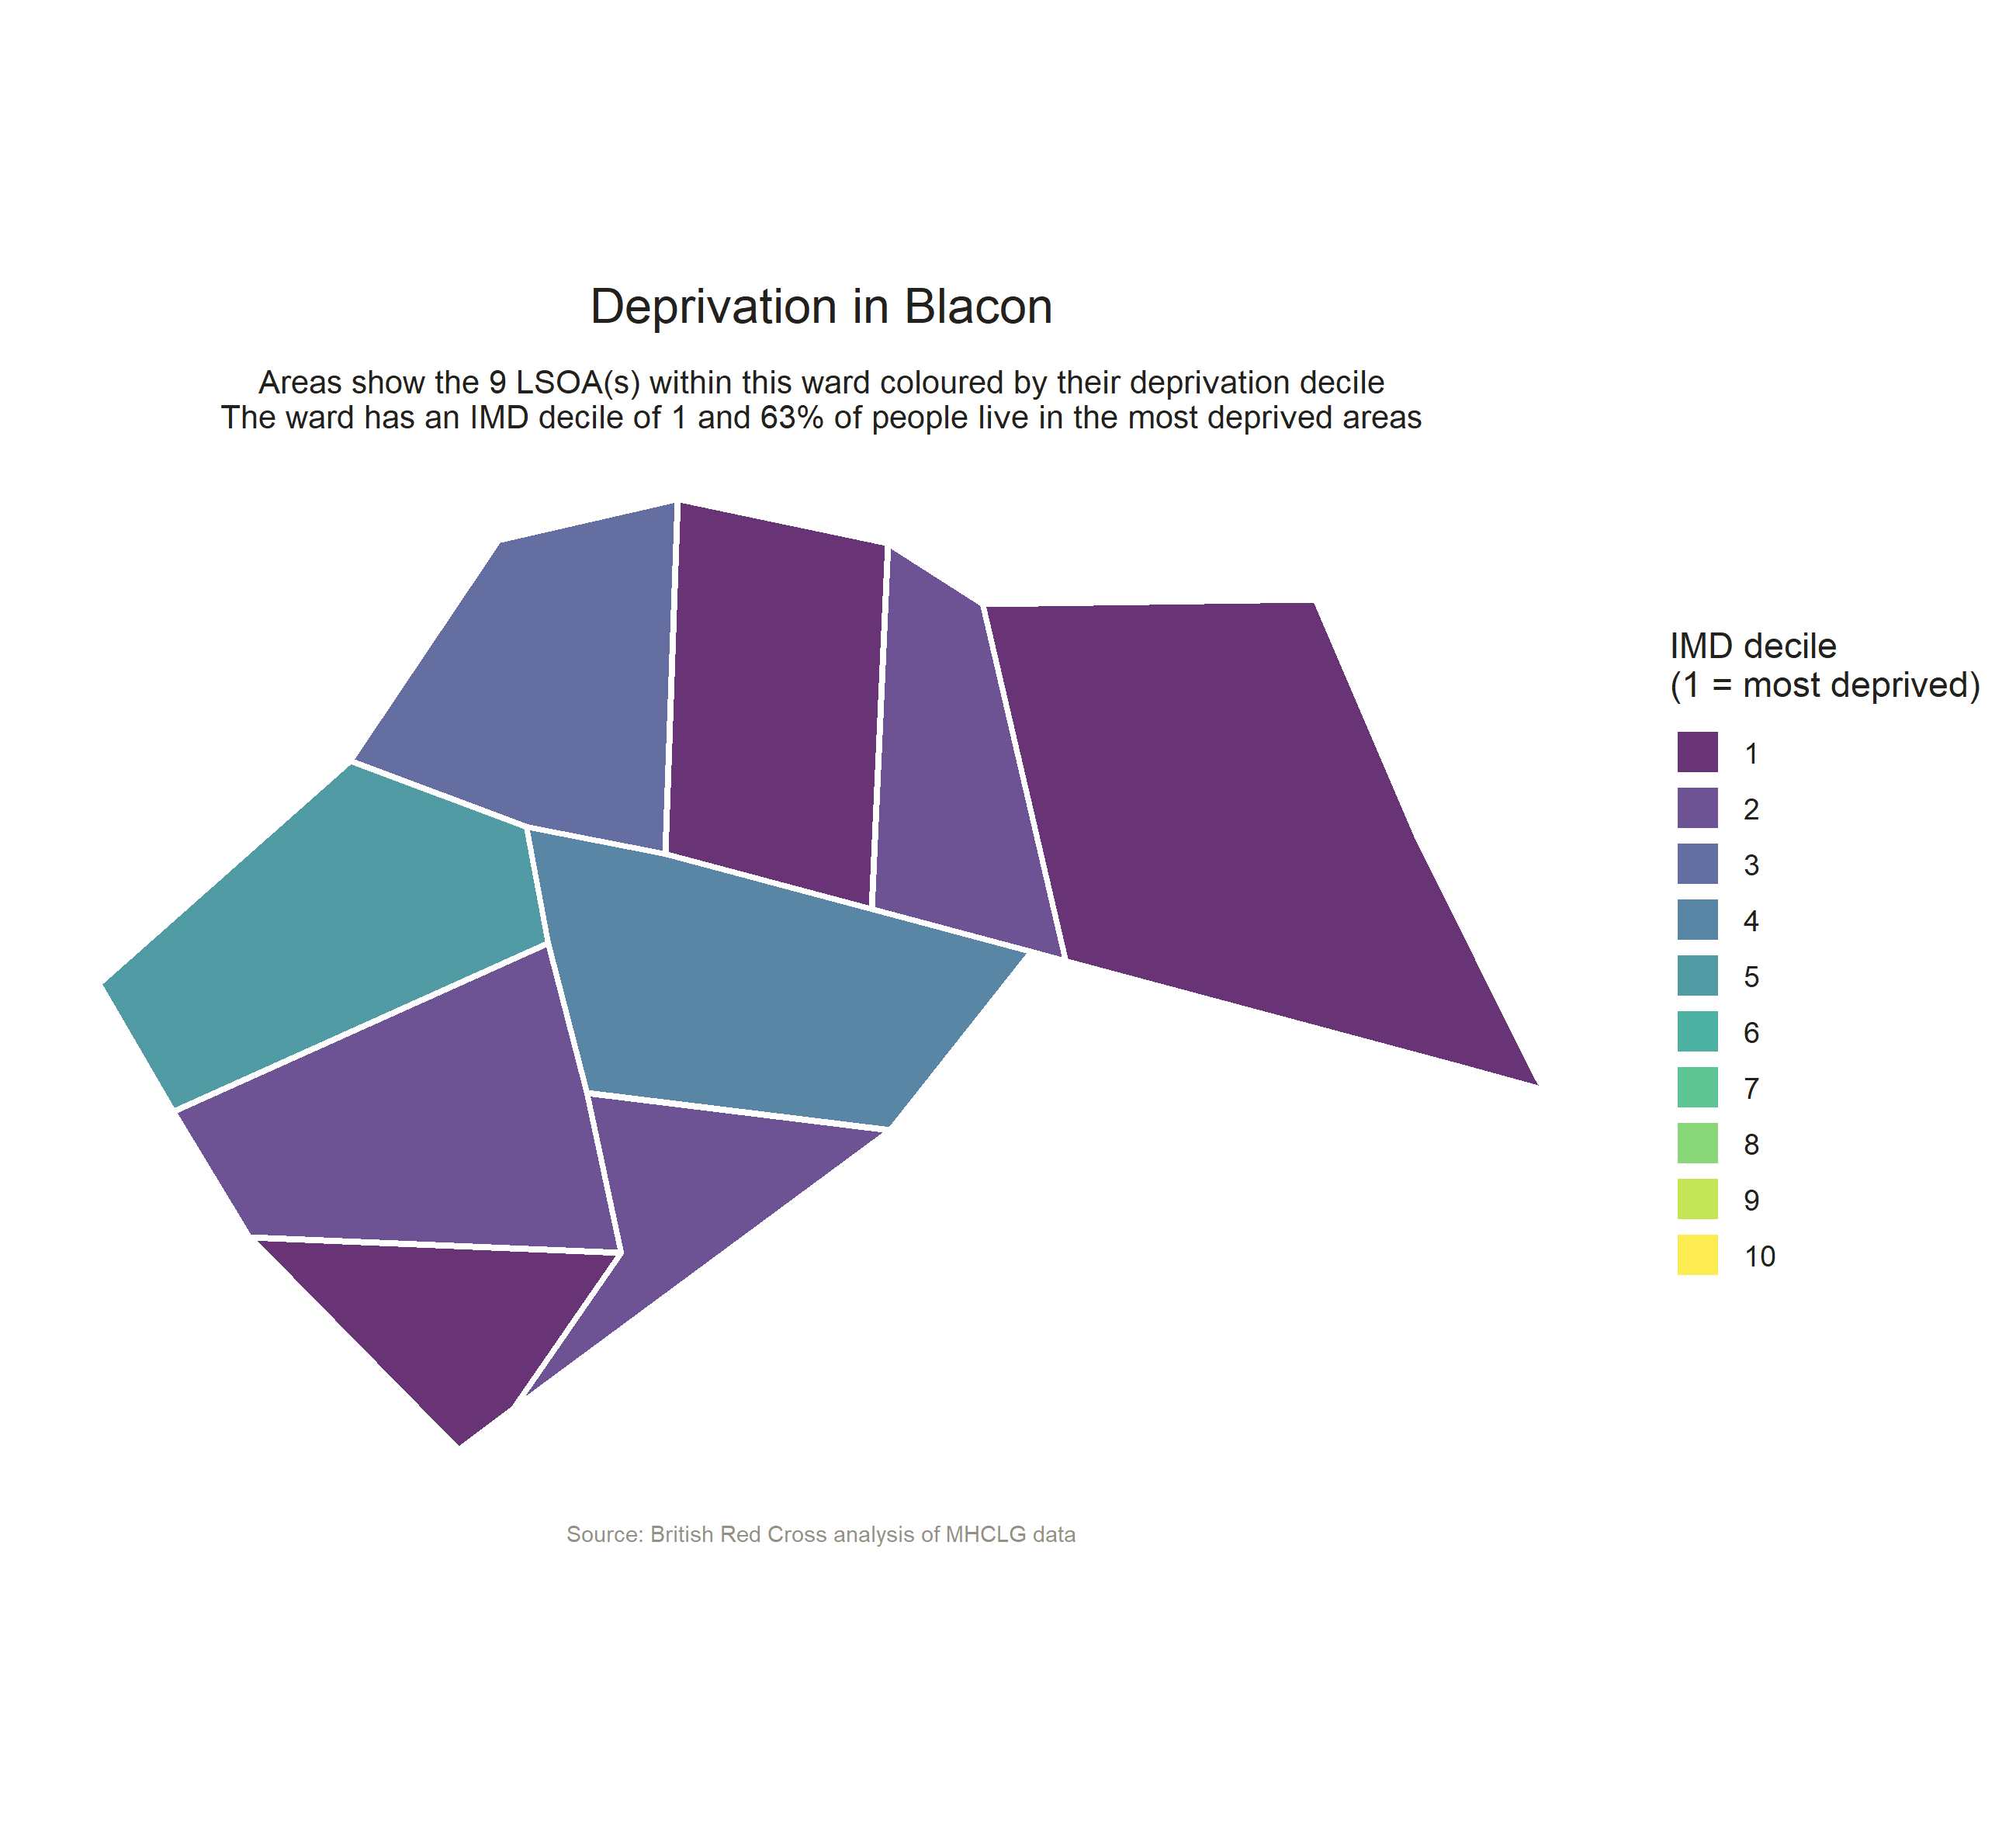 Deprivation in Blacon
Areas show the 9 LSOA(s) within this ward coloured by their deprivation decile
The ward has an IMD decile of 1 and 63% of people live in the most deprived areas
IMD decile
(1 = most deprived)
1
2
3
4
5
6
7
8
9
10
Source: British Red Cross analysis of MHCLG data